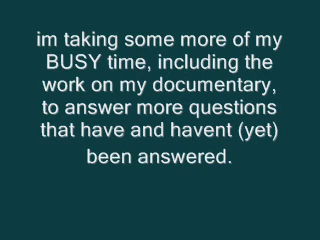 im taking some more of my
BUSY time, including the
work on my documentary,
to answer more questions
that have and havent (yet)
been answered.